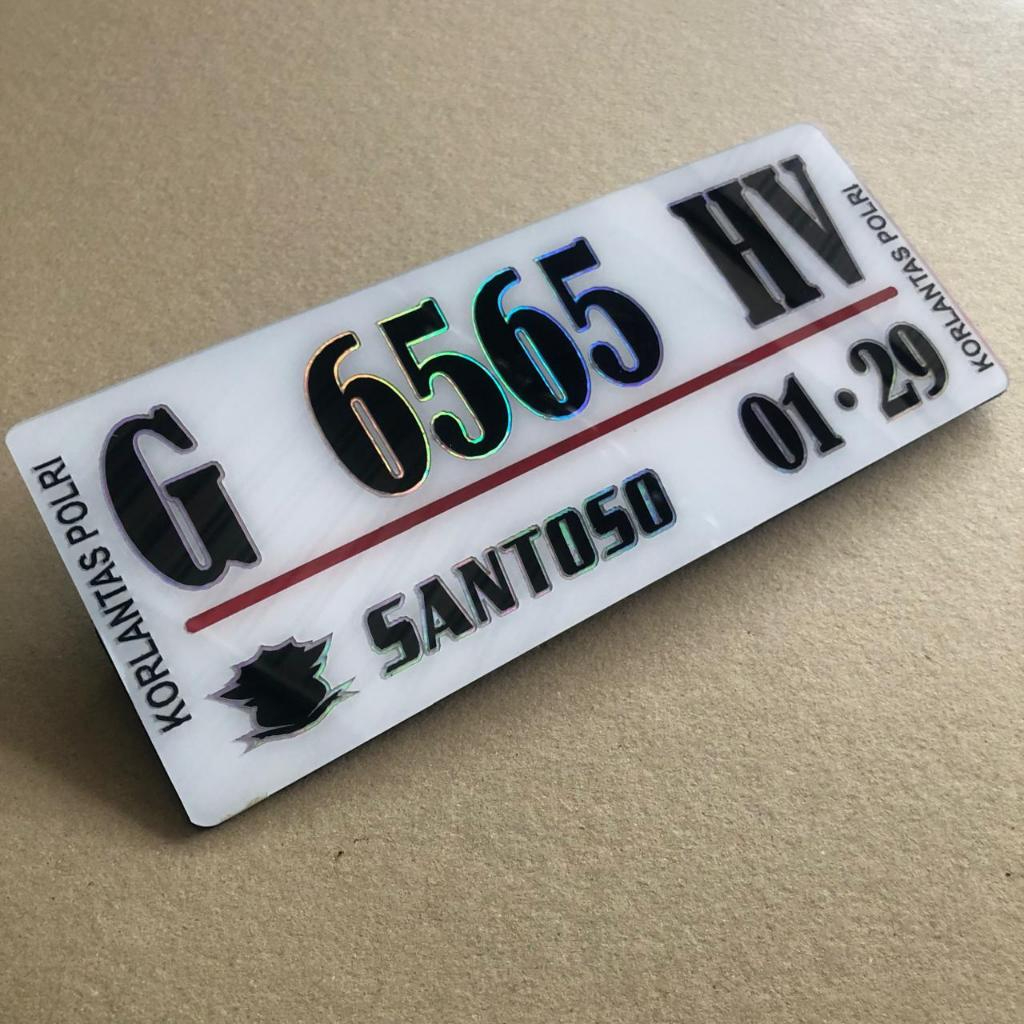 KORLANTAS POLRI
G 6565 HV
SANTOSO
01·29
KORLANTAS POLRI